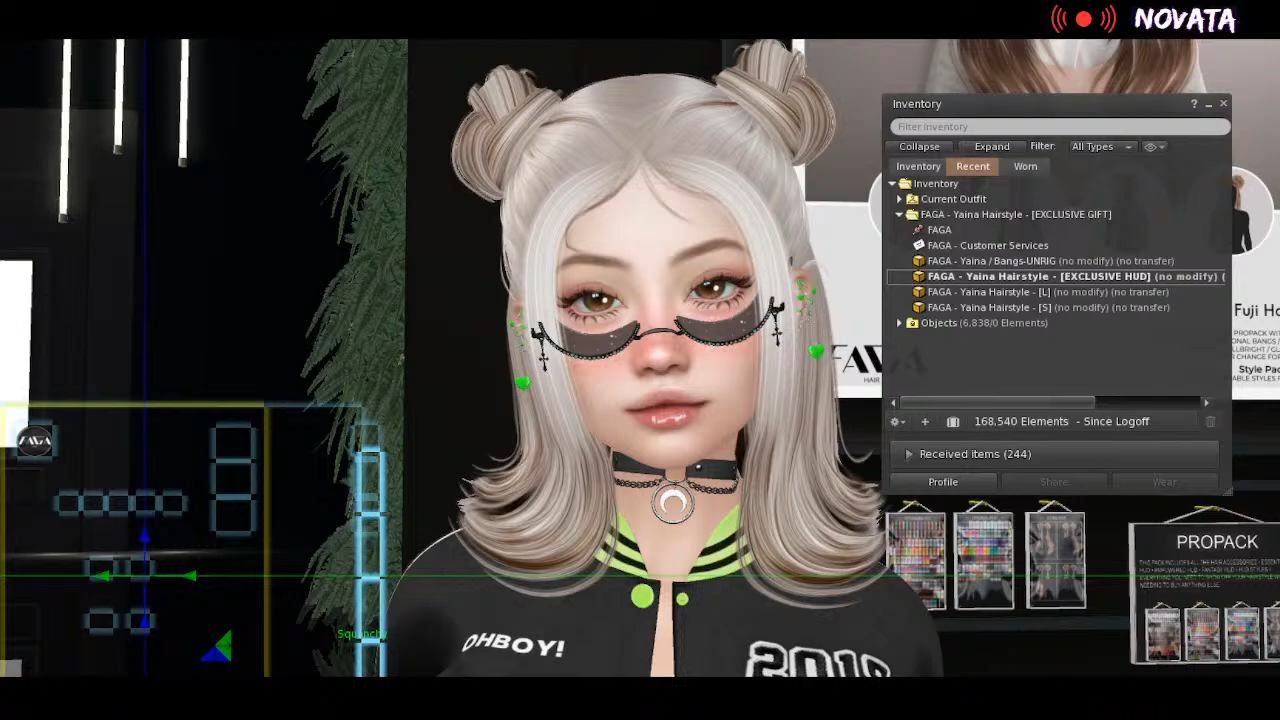 NOVATA
Inventory
?
Filter Inventory
Collapse
Expand
Filter:
All Types
Inventory
Recent
Worn
Inventory
Current Outfit
FAGA - Yaina Hairstyle - [EXCLUSIVE GIFT]
FAGA
FAGA - Customer Services
FAGA - Yaina / Bangs-UNRIG (no modify) (no transfer)
FAGA - Yaina Hairstyle - [EXCLUSIVE HUD] (no modify) (
FAGA - Yaina Hairstyle - [L] (no modify) (no transfer)
FAGA - Yaina Hairstyle - [S] (no modify) (no transfer)
Objects (6,838/0 Elements)
168,540 Elements - Since Logoff
Received items (244)
Profile
Share
Wear
Fuji
FAGA
HAIR
Style
FAGA
PROPACK
OHBOY!
2018